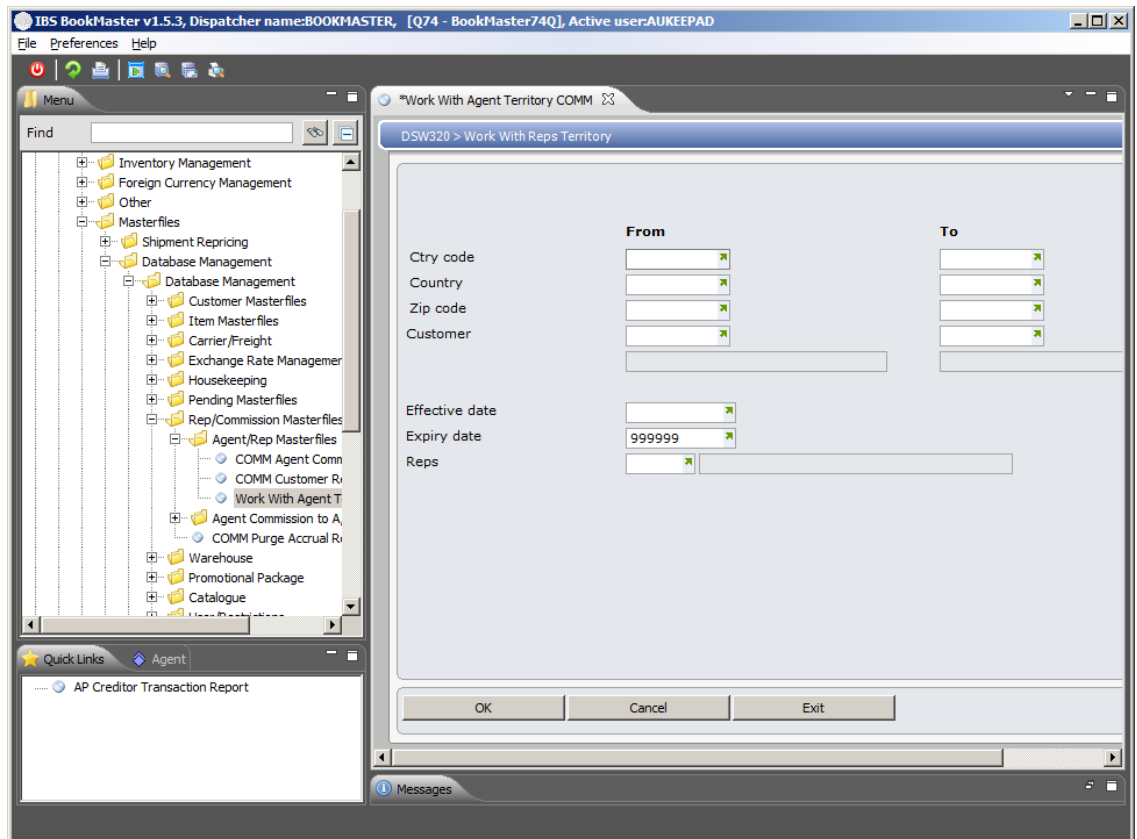 IBS BookMaster v1.5.3, Dispatcher name:BOOKMASTER, [Q74 - BookMaster74Q], Active user:AUKEEPAD
File Preferences Help
Menu
Find
Inventory Management
Foreign Currency Management
Other
Masterfiles
Shipment Repricing
Database Management
Database Management
Customer Masterfiles
Item Masterfiles
Carrier/Freight
Exchange Rate Managemer
Housekeeping
Pending Masterfiles
Rep/Commission Masterfiles
Agent/Rep Masterfiles
COMM Agent Comm
COMM Customer Re
Work With Agent T
Agent Commission to A
COMM Purge Accrual Re
Warehouse
Promotional Package
Catalogue
Quick Links
Agent
AP Creditor Transaction Report
*Work With Agent Territory COMM
DSW320 > Work With Reps Territory
From To
Ctry code
Country
Zip code
Customer
Effective date
Expiry date 999999
Reps
OK Cancel Exit
Messages